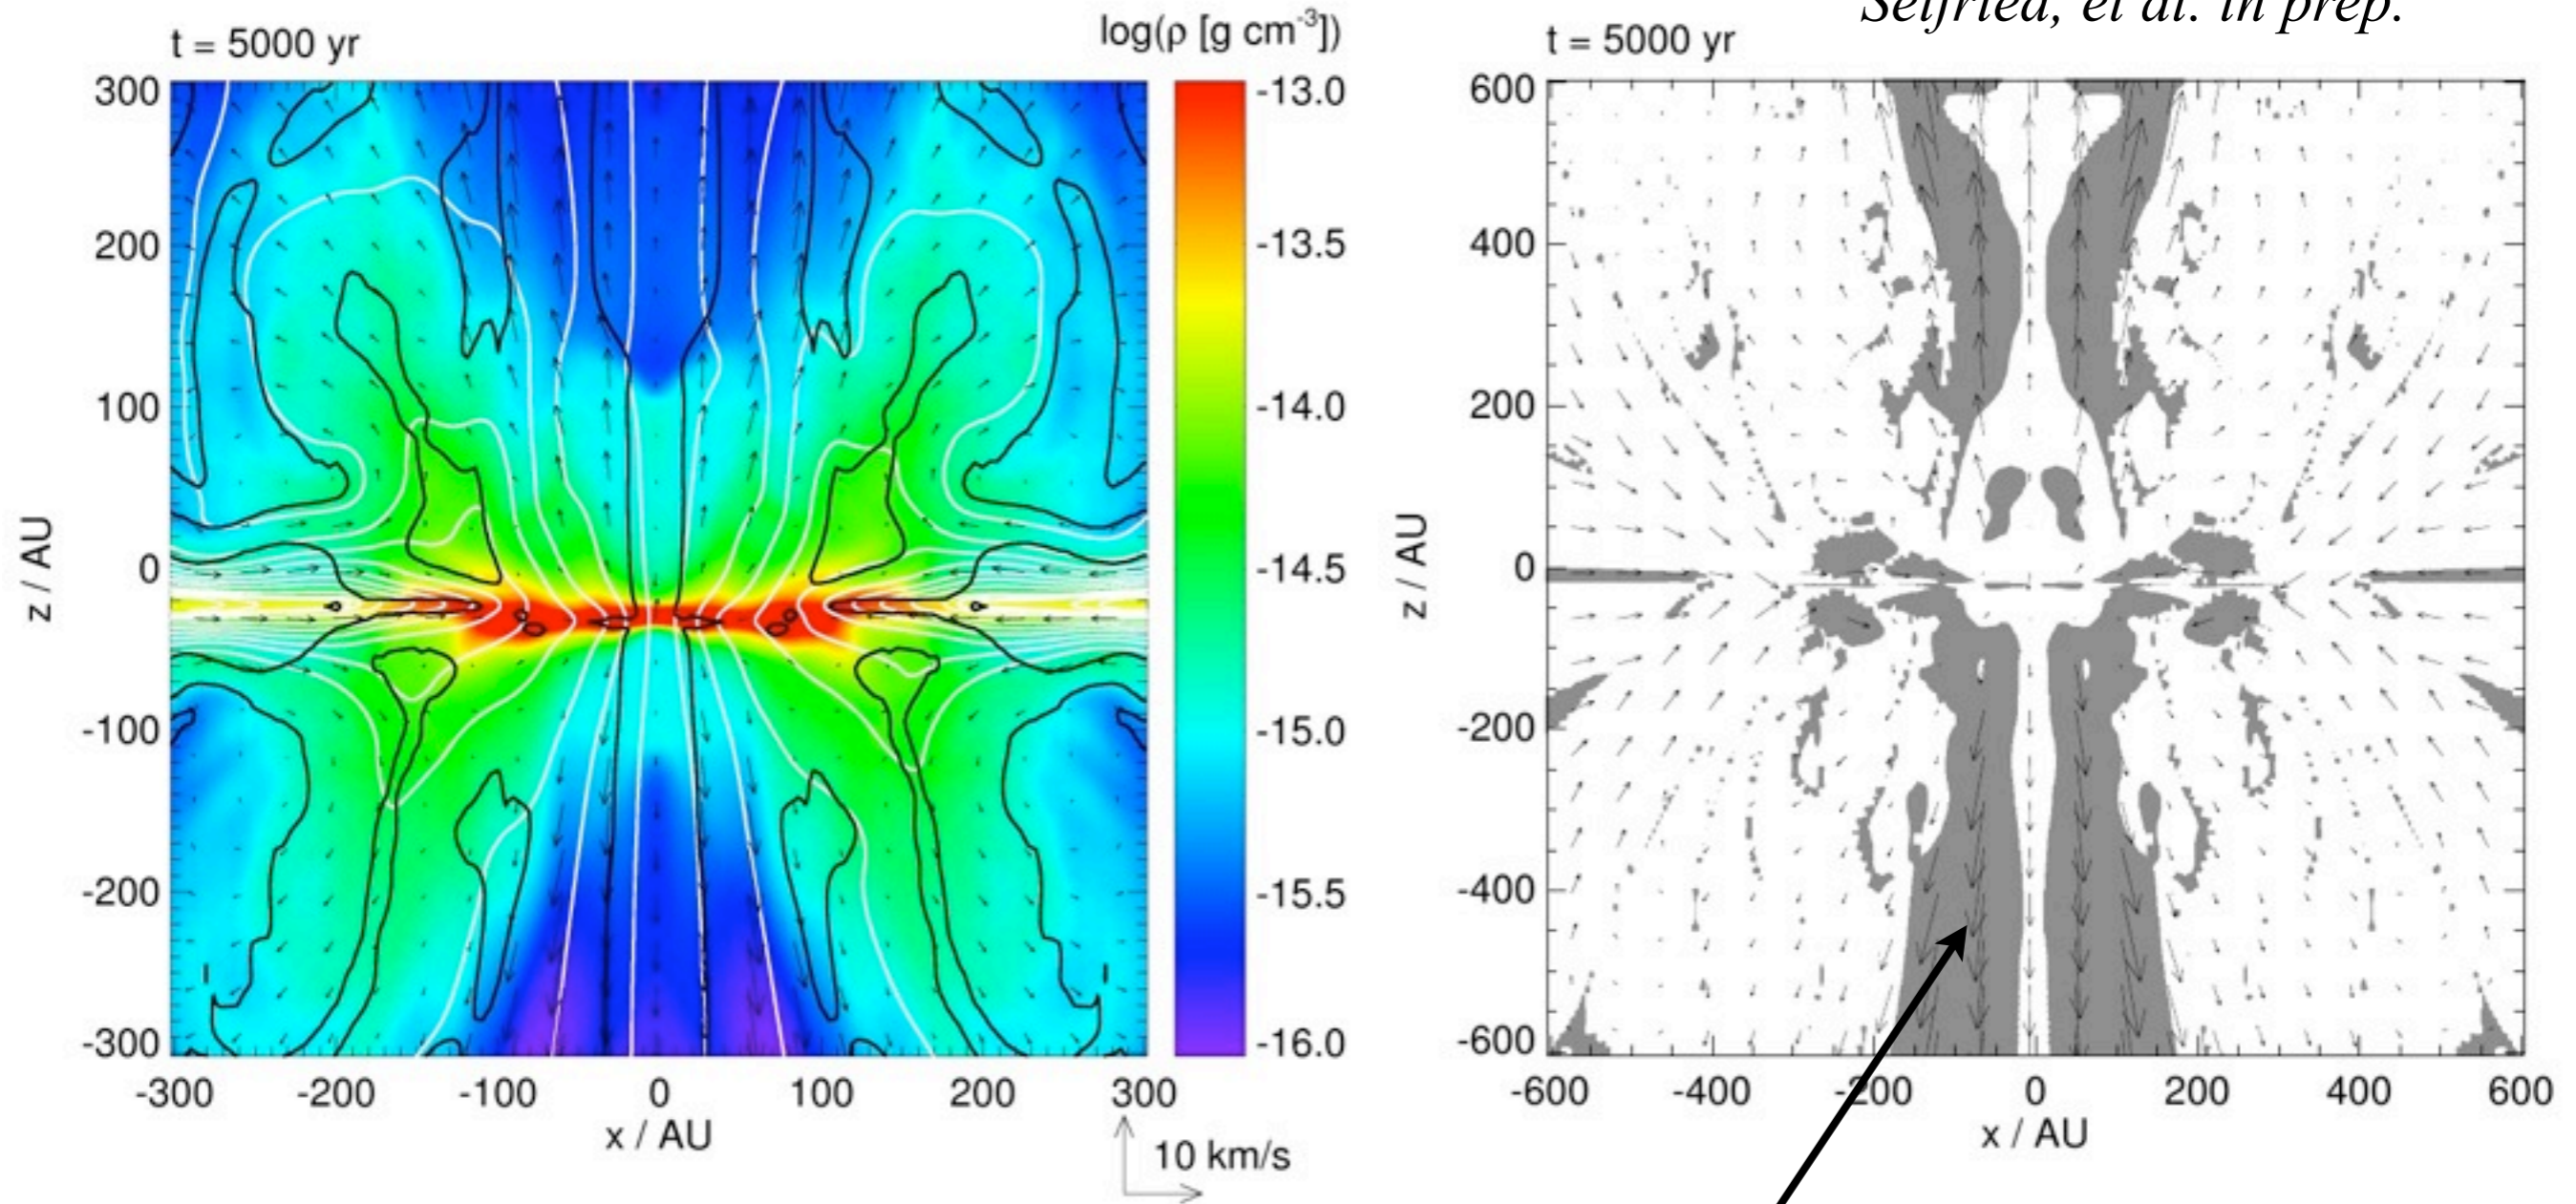 Seifried, et al. in prep.
t = 5000 yr
log(ρ [g cm⁻³])
300
200
100
0
-100
-200
-300
z / AU
-300 -200 -100 0 100 200 300
x / AU
10 km/s
-13.0
-13.5
-14.0
-14.5
-15.0
-15.5
-16.0
t = 5000 yr
600
400
200
0
-200
-400
-600
z / AU
-600 -400 -200 0 200 400 600
x / AU